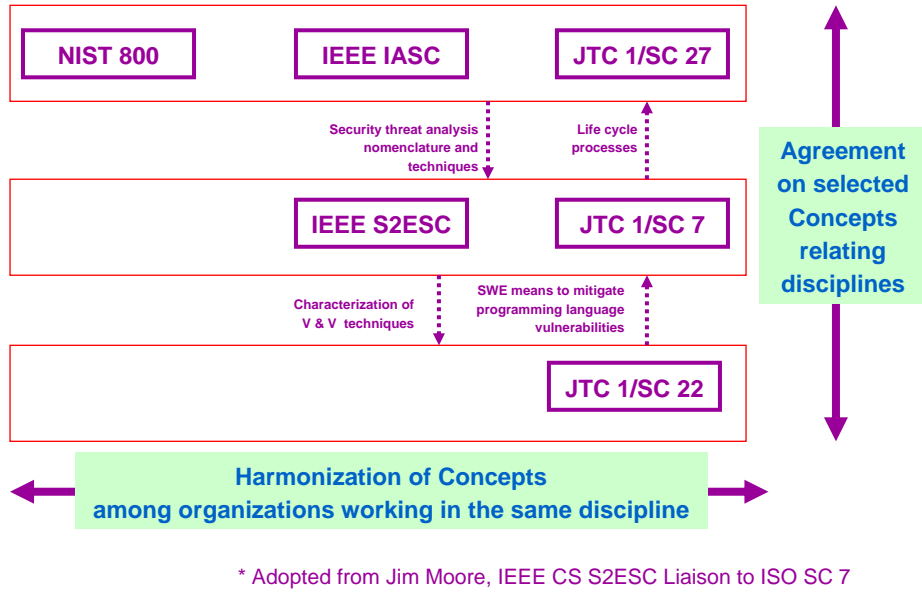 NIST 800
IEEE IASC
JTC 1/SC 27
Security threat analysis
nomenclature and
techniques
Life cycle
processes
IEEE S2ESC
JTC 1/SC 7
Characterization of
V & V techniques
SWE means to mitigate
programming language
vulnerabilities
JTC 1/SC 22
Agreement
on selected
Concepts
relating
disciplines
Harmonization of Concepts
among organizations working in the same discipline
* Adopted from Jim Moore, IEEE CS S2ESC Liaison to ISO SC 7